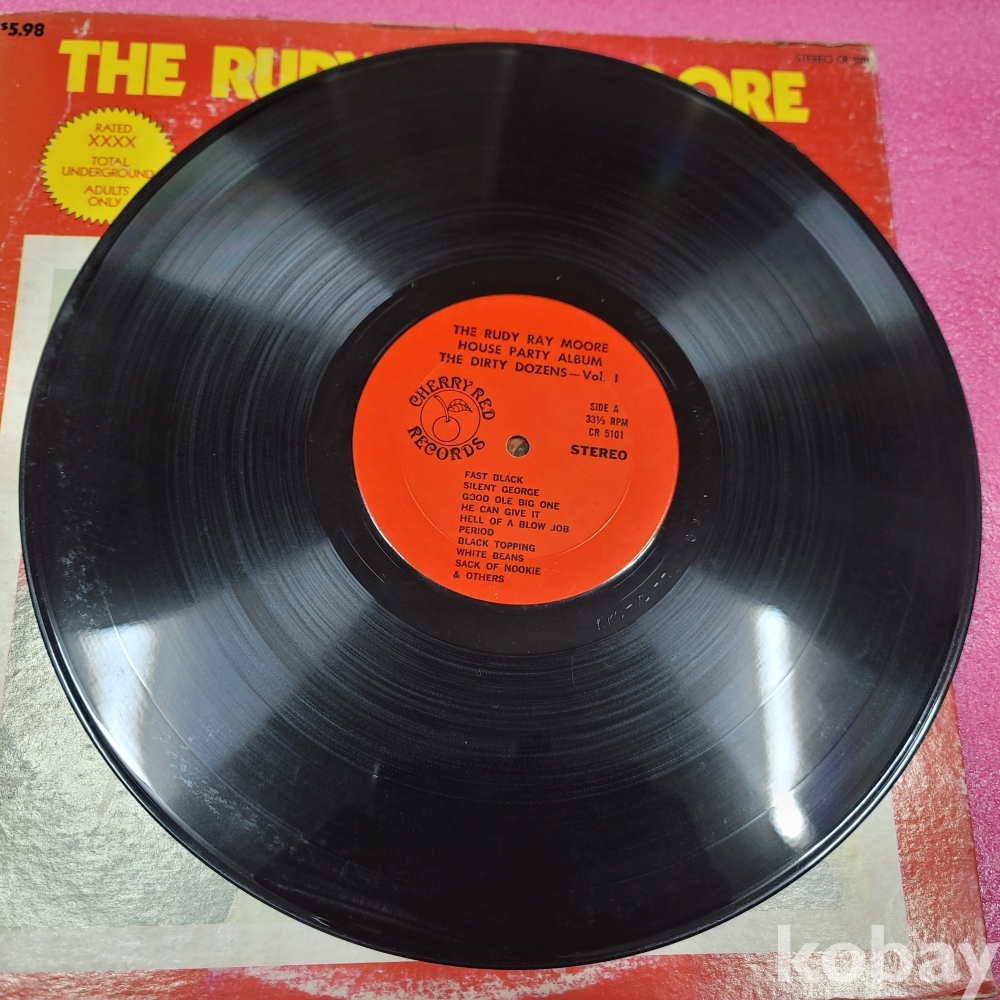 $5.98
THE RUDY MOORE
STEREO CR 5101
RATED
XXXX
TOTAL
UNDERGROUND
ADULTS
ONLY
THE RUDY RAY MOORE
HOUSE PARTY ALBUM
THE DIRTY DOZENS—Vol. I
CHERRY RED
RECORDS
SIDE A
33⅓ RPM
CR 5101
STEREO
FAST BLACK
SILENT GEORGE
GOOD OLE BIG ONE
HE CAN GIVE IT
HELL OF A BLOW JOB
PERIOD
BLACK TOPPING
WHITE BEANS
SACK OF NOOKIE
& OTHERS
kobay